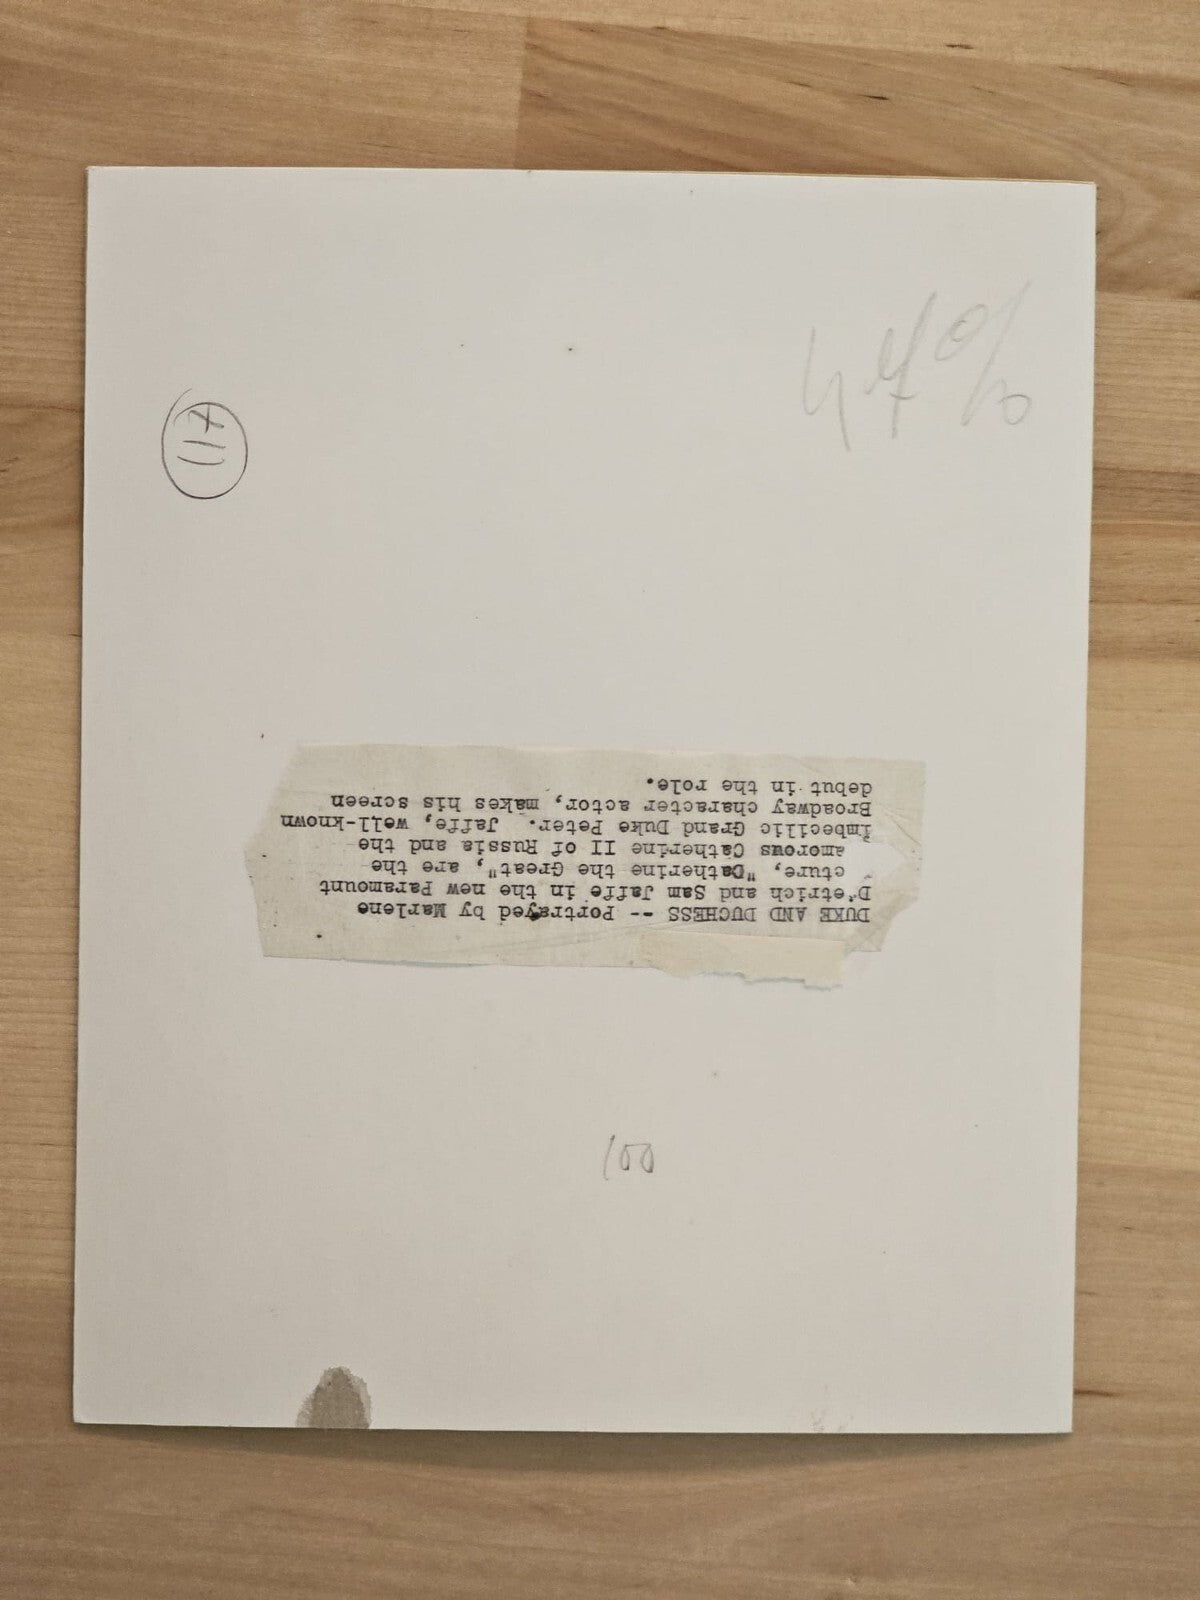 47%
117
DUKE AND DUCHESS -- Portrayed by Marlene
D'etrich and Sam Jaffe in the new Paramount
cture, "Catherine the Great", are the
amorous Catherine II of Russia and the
imbecilic Grand Duke Peter. Jaffe, well-known
Broadway character actor, makes his screen
debut in the role.
100